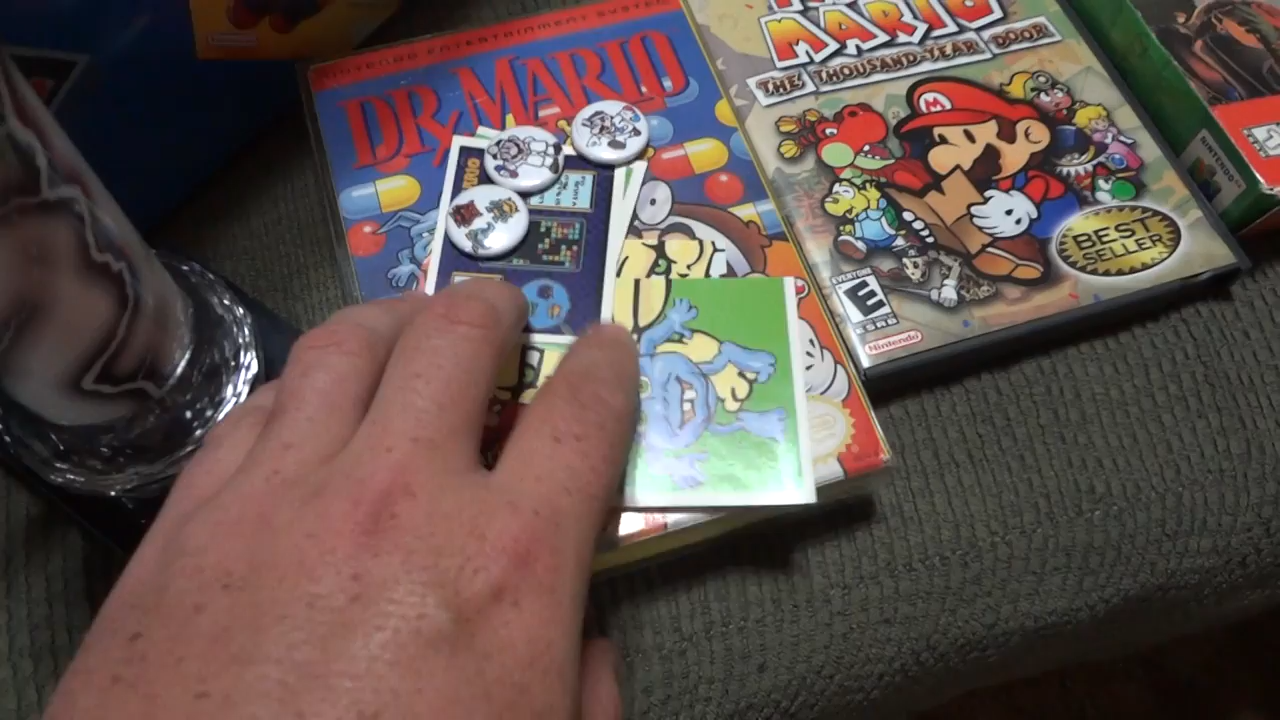 NINTENDO ENTERTAINMENT SYSTEM
DR. MARIO
MARIO
THE THOUSAND-YEAR DOOR
M
BEST
SELLER
EVERYONE
E
ESRB
Nintendo
NINTENDO